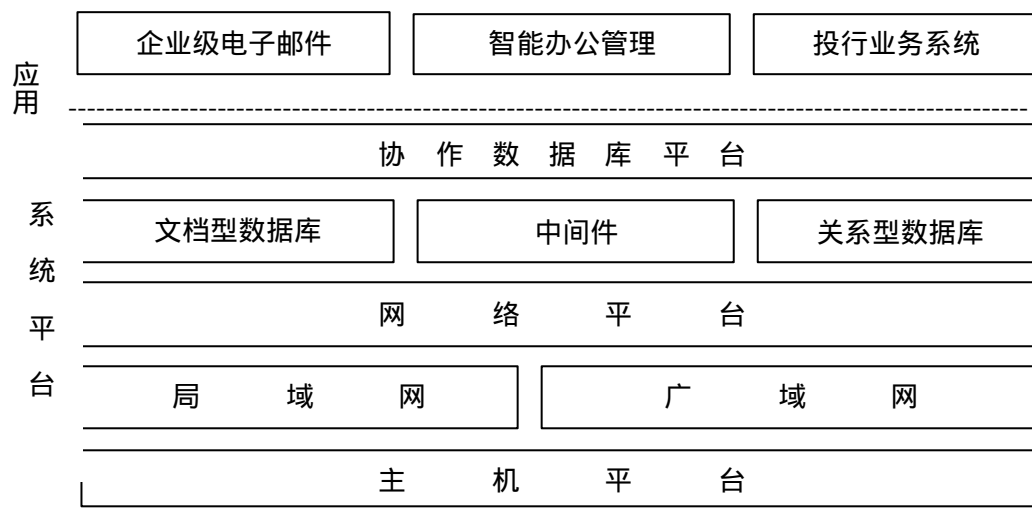 企业级电子邮件 智能办公管理 投行业务系统
应用
协作数据库平台
系统平台
文档型数据库 中间件 关系型数据库
网络平台
局域网 广域网
主机平台